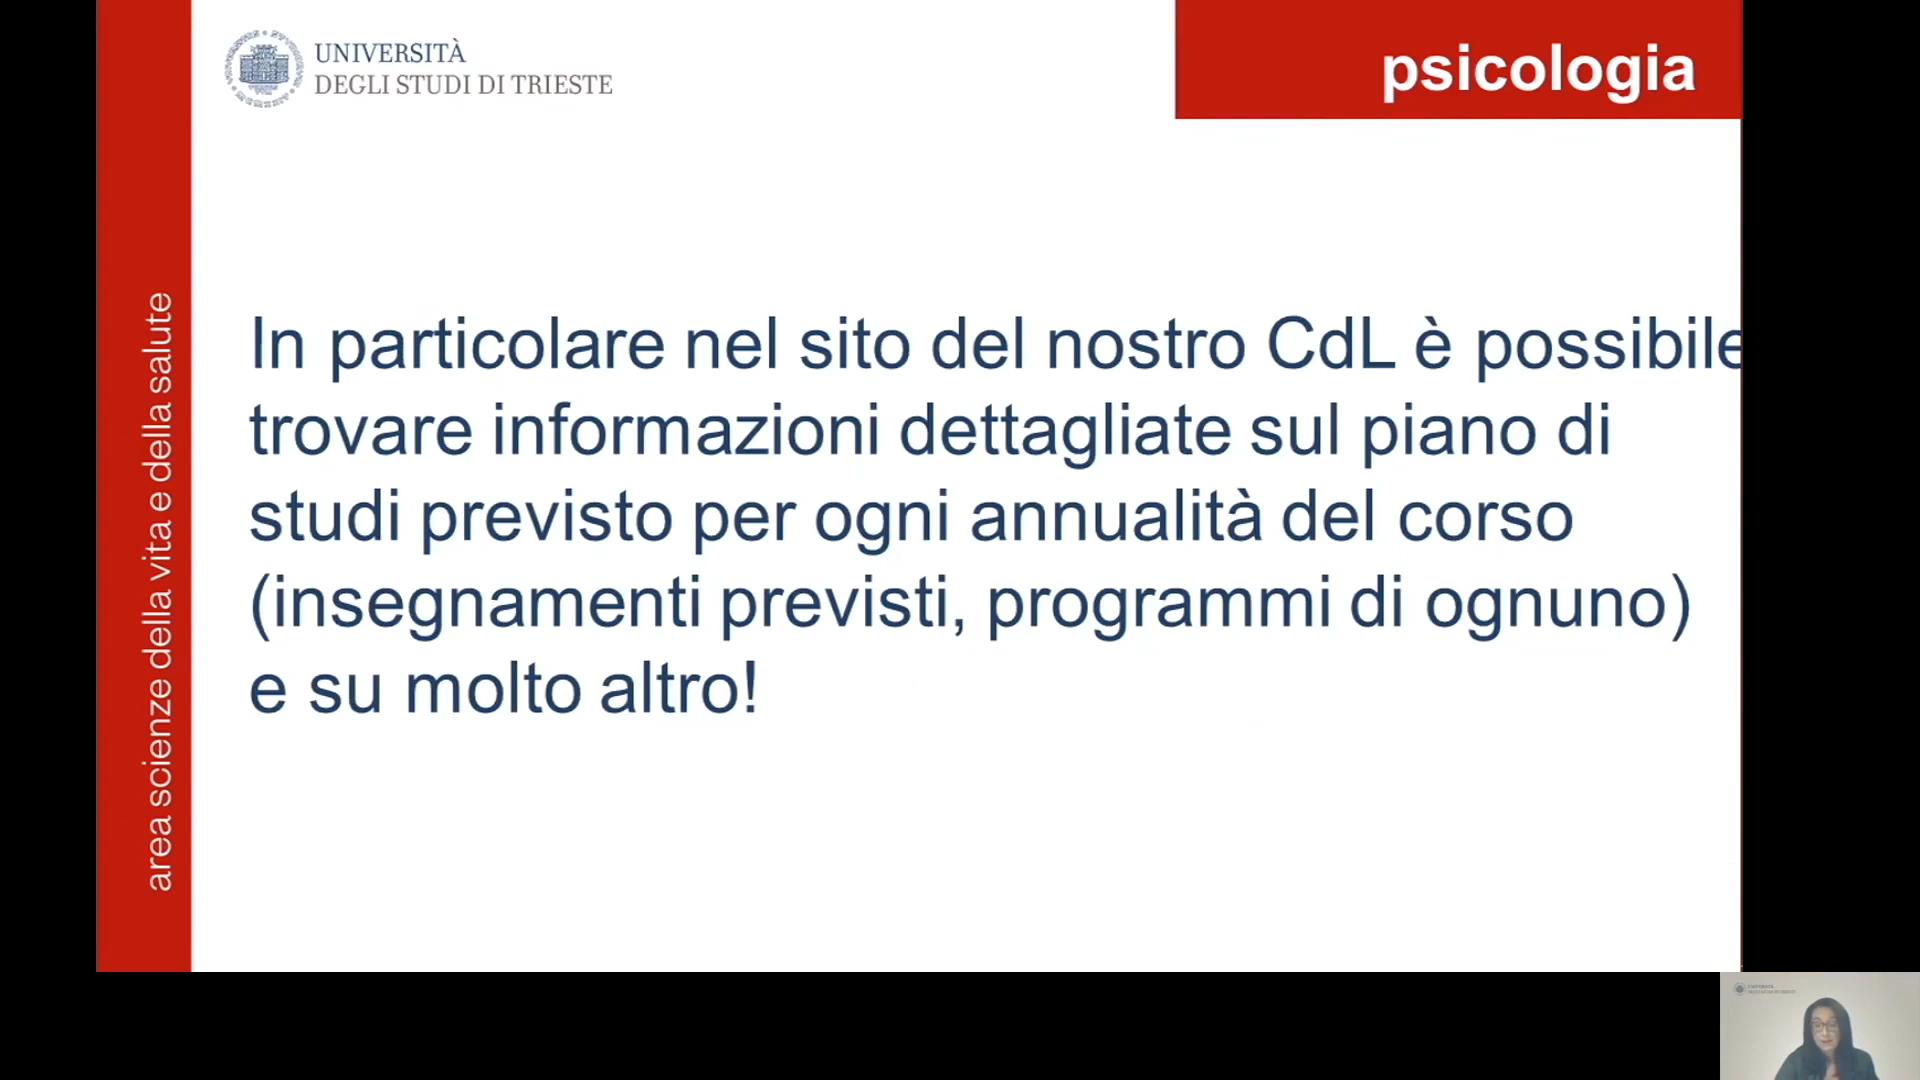 UNIVERSITÀ
DEGLI STUDI DI TRIESTE
psicologia
area scienze della vita e della salute
In particolare nel sito del nostro CdL è possibile
trovare informazioni dettagliate sul piano di
studi previsto per ogni annualità del corso
(insegnamenti previsti, programmi di ognuno)
e su molto altro!